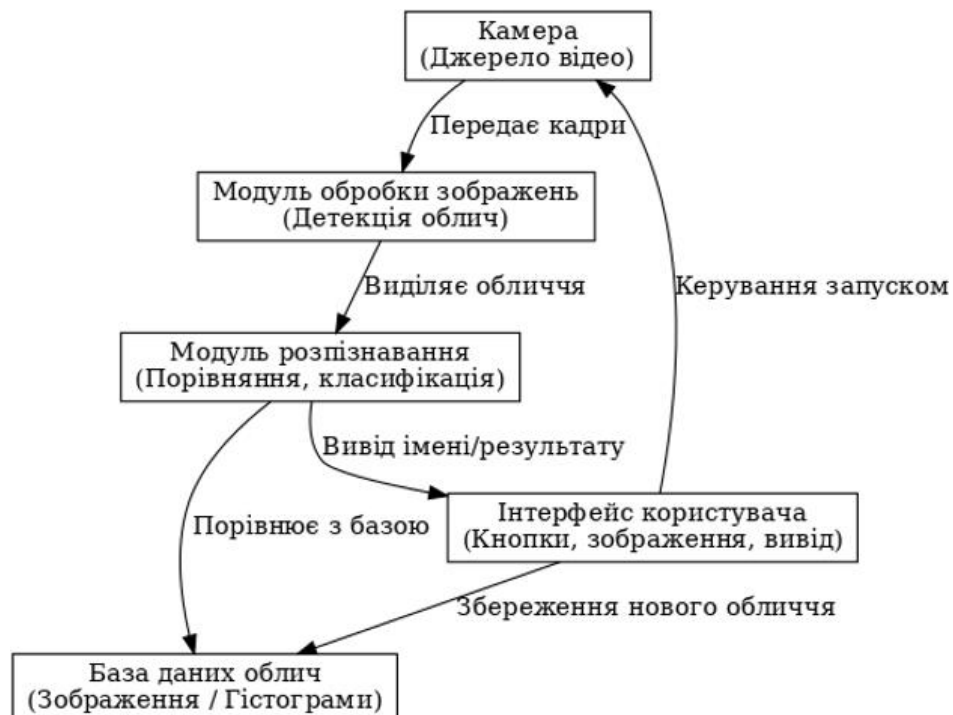 Камера
(Джерело відео)
Передає кадри
Модуль обробки зображень
(Детекція облич)
Виділяє обличчя
Керування запуском
Модуль розпізнавання
(Порівняння, класифікація)
Вивід імені/результату
Порівнює з базою
Інтерфейс користувача
(Кнопки, зображення, вивід)
Збереження нового обличчя
База даних облич
(Зображення / Гістограми)